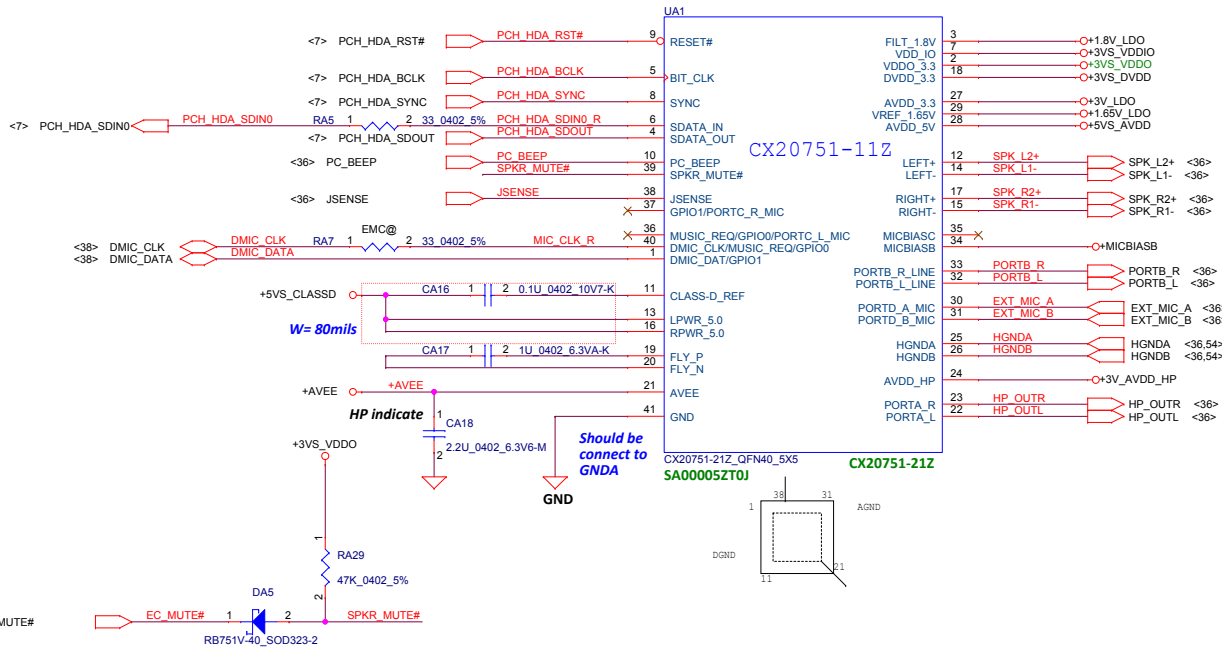 UA1
<7> PCH_HDA_RST# PCH_HDA_RST# 9 RESET# FILT_1.8V 3 +1.8V_LDO
VDD_IO 7 +3VS_VDDIO
<7> PCH_HDA_BCLK PCH_HDA_BCLK 5 BIT_CLK VDDO_3.3 2 +3VS_VDDO
DVDD_3.3 18 +3VS_DVDD
<7> PCH_HDA_SYNC PCH_HDA_SYNC 8 SYNC AVDD_3.3 27 +3V_LDO
VREF_1.65V 29 +1.65V_LDO
<7> PCH_HDA_SDIN0 PCH_HDA_SDIN0 RA5 1 2 33_0402_5% PCH_HDA_SDIN0_R 6 SDATA_IN AVDD_5V 28 +5VS_AVDD
<7> PCH_HDA_SDOUT PCH_HDA_SDOUT 4 SDATA_OUT
CX20751-11Z
<36> PC_BEEP PC_BEEP 10 PC_BEEP LEFT+ 12 SPK_L2+ SPK_L2+ <36>
SPKR_MUTE# 39 SPKR_MUTE# LEFT- 14 SPK_L1- SPK_L1- <36>
<36> JSENSE JSENSE 38 JSENSE RIGHT+ 17 SPK_R2+ SPK_R2+ <36>
37 GPIO1/PORTC_R_MIC RIGHT- 15 SPK_R1- SPK_R1- <36>
36 MUSIC_REQ/GPIO0/PORTC_L_MIC MICBIASC 35
<38> DMIC_CLK DMIC_CLK RA7 1 EMC@ 2 33_0402_5% MIC_CLK_R 40 DMIC_CLK/MUSIC_REQ/GPIO0 MICBIASB 34 +MICBIASB
<38> DMIC_DATA DMIC_DATA 1 DMIC_DAT/GPIO1
PORTB_R_LINE 33 PORTB_R PORTB_R <36>
PORTB_L_LINE 32 PORTB_L PORTB_L <36>
+5VS_CLASSD CA16 1 2 0.1U_0402_10V7-K 11 CLASS-D_REF
PORTD_A_MIC 30 EXT_MIC_A EXT_MIC_A <36
13 LPWR_5.0 PORTD_B_MIC 31 EXT_MIC_B EXT_MIC_B <36
W= 80mils 16 RPWR_5.0
HGNDA 25 HGNDA HGNDA <36,54>
CA17 1 2 1U_0402_6.3VA-K 19 FLY_P HGNDB 26 HGNDB HGNDB <36,54>
20 FLY_N
AVDD_HP 24 +3V_AVDD_HP
+AVEE +AVEE 21 AVEE
PORTA_R 23 HP_OUTR HP_OUTR <36>
HP indicate 1 CA18 41 GND PORTA_L 22 HP_OUTL HP_OUTL <36>
2 2.2U_0402_6.3V6-M
Should be
connect to
GNDA
GND
CX20751-21Z_QFN40_5X5 CX20751-21Z
SA00005ZT0J
+3VS_VDDO
38 31
1 AGND
DGND
11 21
1
RA29
47K_0402_5%
2
DA5
MUTE# EC_MUTE# 1 2 SPKR_MUTE#
RB751V-40_SOD323-2